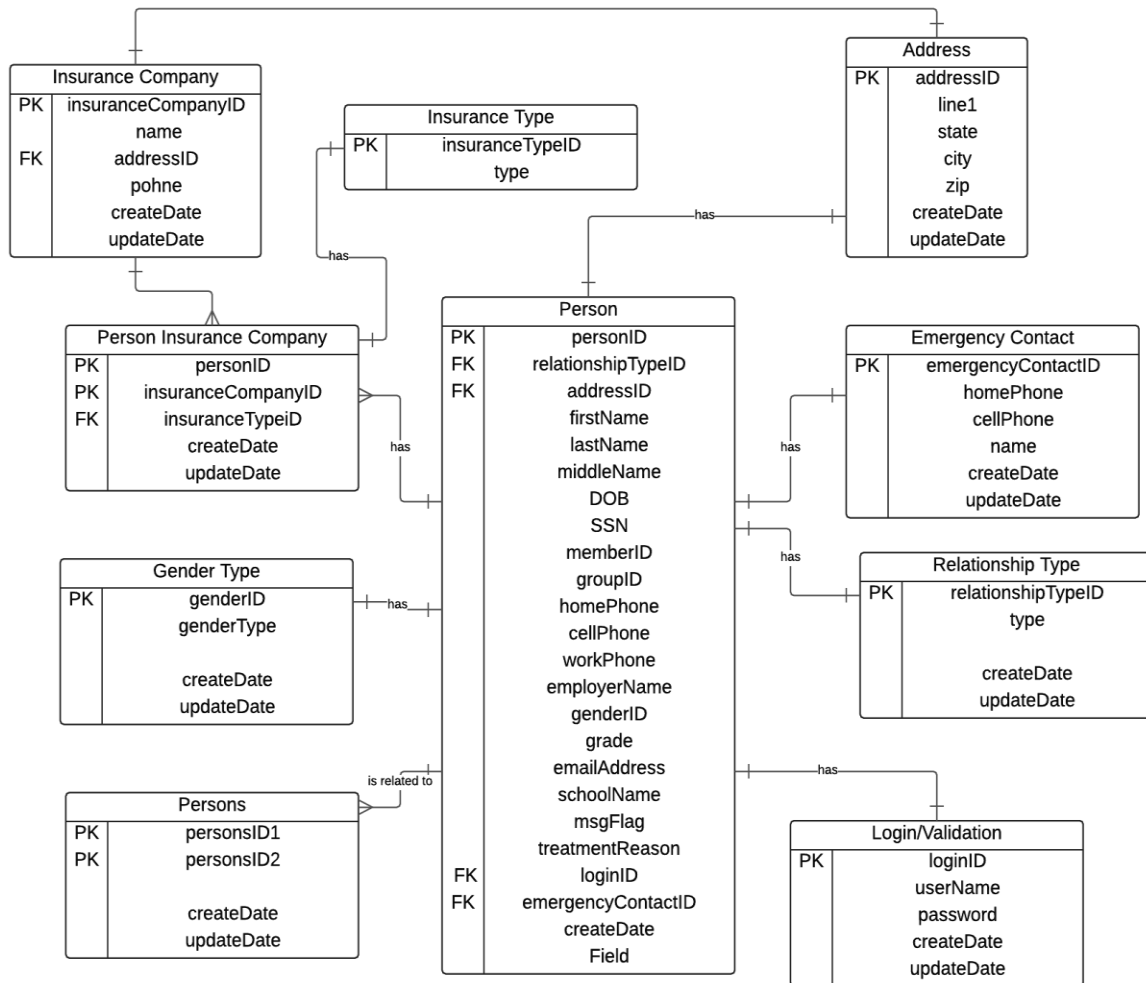 Insurance Company
PK insuranceCompanyID
name
FK addressID
pohne
createDate
updateDate
Insurance Type
PK insuranceTypeID
type
Address
PK addressID
line1
state
city
zip
createDate
updateDate
has
has
Person Insurance Company
PK personID
PK insuranceCompanyID
FK insuranceTypeiD
createDate
updateDate
has
Person
PK personID
FK relationshipTypeID
FK addressID
firstName
lastName
middleName
DOB
SSN
memberID
groupID
homePhone
cellPhone
workPhone
employerName
genderID
grade
emailAddress
schoolName
msgFlag
treatmentReason
FK loginID
FK emergencyContactID
createDate
Field
Emergency Contact
PK emergencyContactID
homePhone
cellPhone
name
createDate
updateDate
has
has
Gender Type
PK genderID
genderType
createDate
updateDate
has
Relationship Type
PK relationshipTypeID
type
createDate
updateDate
is related to
Persons
PK personsID1
PK personsID2
createDate
updateDate
has
Login/Validation
PK loginID
userName
password
createDate
updateDate